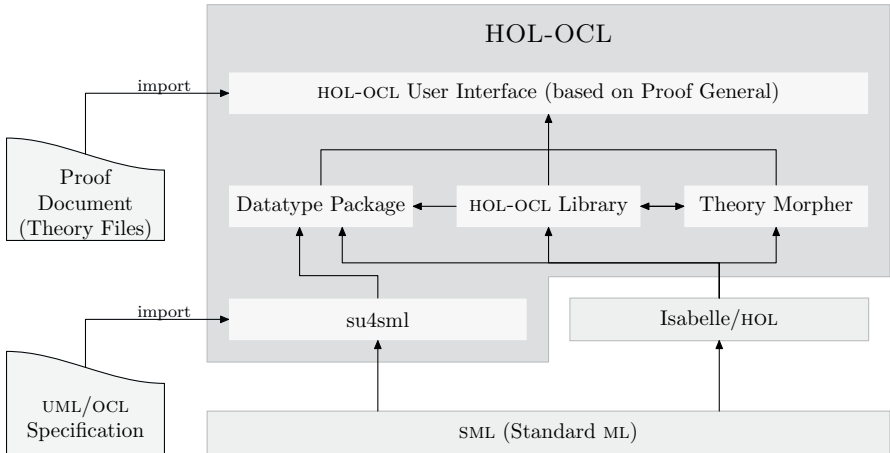 HOL-OCL
import
HOL-OCL User Interface (based on Proof General)
Proof
Document
(Theory Files)
Datatype Package
HOL-OCL Library
Theory Morpher
import
su4sml
Isabelle/HOL
UML/OCL
Specification
SML (Standard ML)